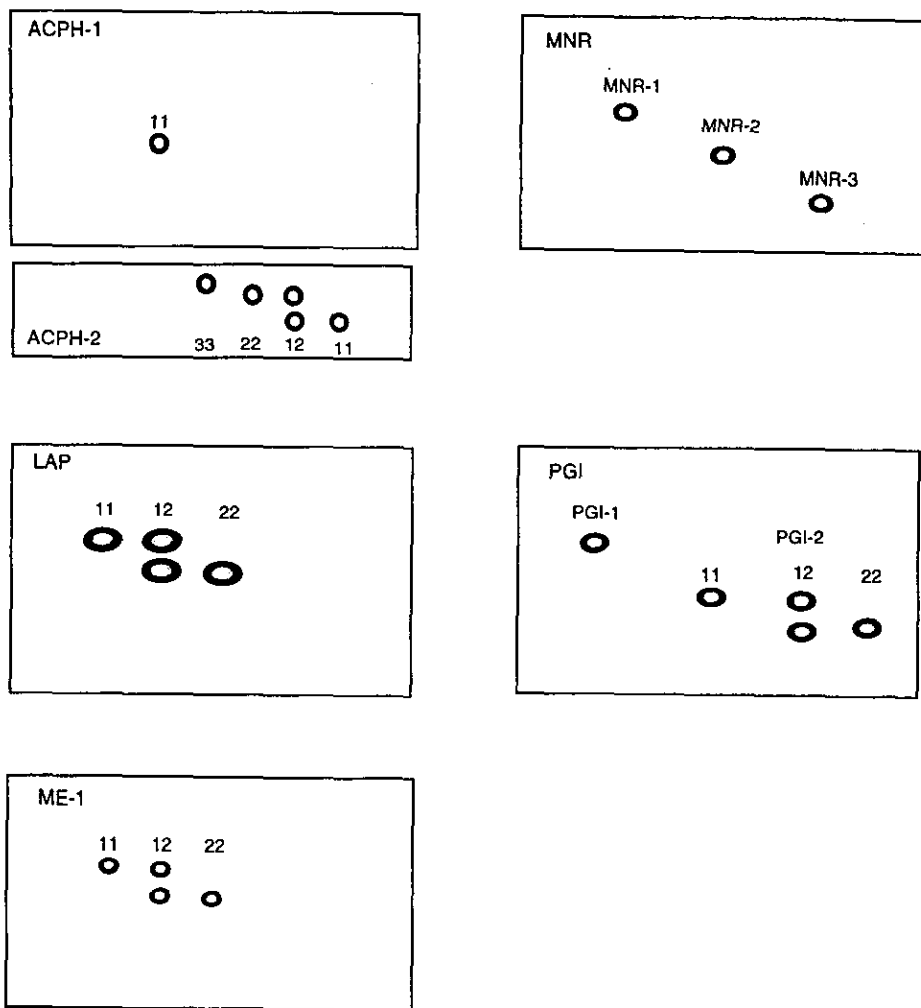 ACPH-1
11
MNR
MNR-1
MNR-2
MNR-3
ACPH-2
33 22 12 11
LAP
11 12 22
PGI
PGI-1
PGI-2
11 12 22
ME-1
11 12 22